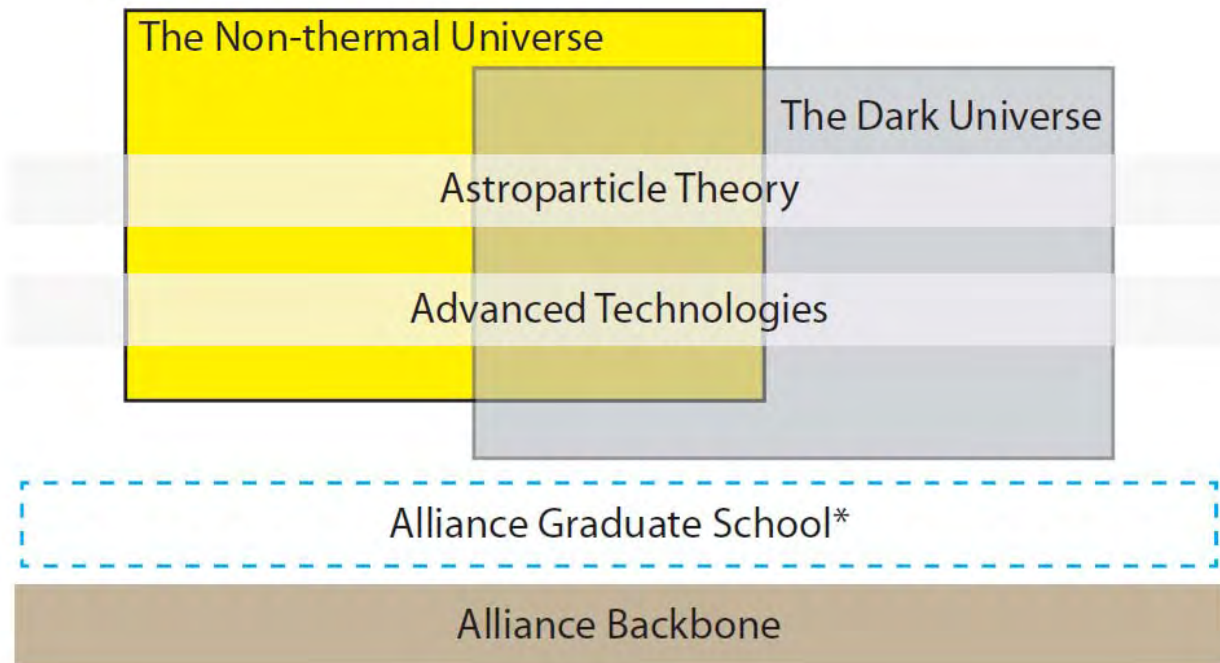 The Non-thermal Universe
The Dark Universe
Astroparticle Theory
Advanced Technologies
Alliance Graduate School*
Alliance Backbone